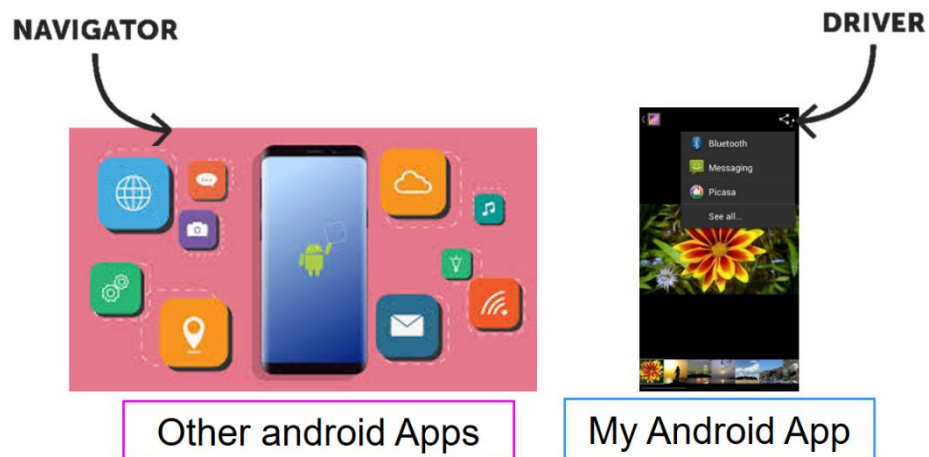 NAVIGATOR
DRIVER
Bluetooth
Messaging
Picasa
See all...
Other android Apps
My Android App